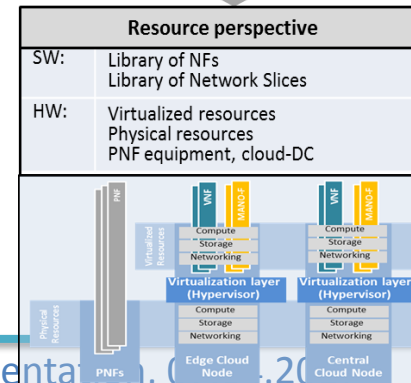 Resource perspective
SW: Library of NFs
Library of Network Slices
HW: Virtualized resources
Physical resources
PNF equipment, cloud-DC
PNF
VNF MANO-F
VNF MANO-F
Virtualized
Resources
Compute
Storage
Networking
Compute
Storage
Networking
Virtualization layer
(Hypervisor)
Virtualization layer
(Hypervisor)
Physical
Resources
Compute
Storage
Networking
Compute
Storage
Networking
PNFs
Edge Cloud
Node
Central
Cloud Node